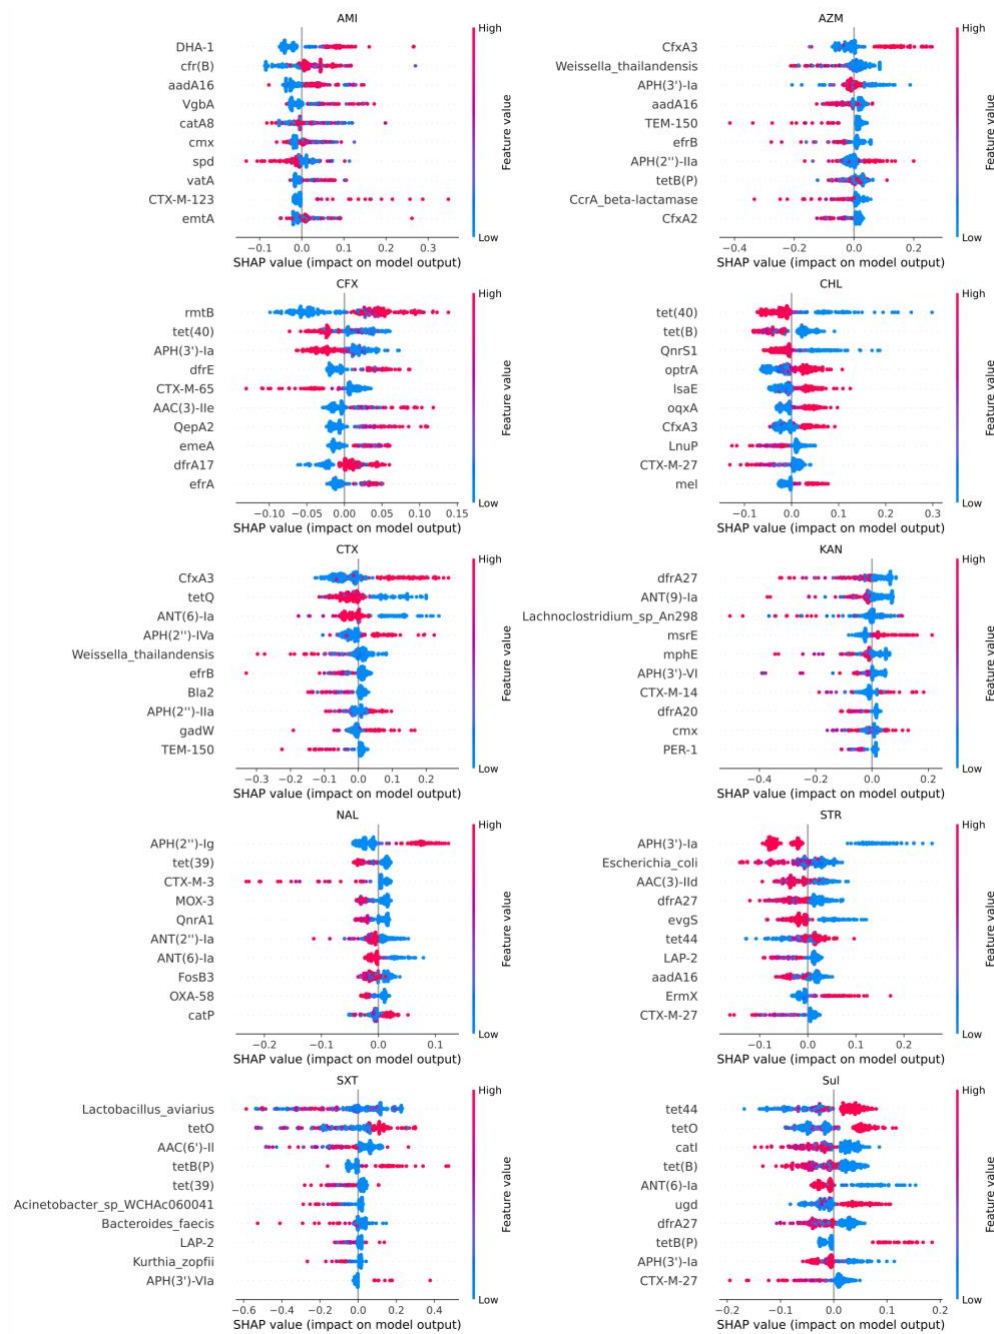 AMI
High
DHA-1
cfr(B)
aadA16
VgbA
catA8
cmx
spd
vatA
CTX-M-123
emtA
Feature value
Low
−0.1 0.0 0.1 0.2 0.3
SHAP value (impact on model output)
AZM
High
CfxA3
Weissella_thailandensis
APH(3')-Ia
aadA16
TEM-150
efrB
APH(2'')-IIa
tetB(P)
CcrA_beta-lactamase
CfxA2
Feature value
Low
−0.4 −0.2 0.0 0.2
SHAP value (impact on model output)
CFX
High
rmtB
tet(40)
APH(3')-Ia
dfrE
CTX-M-65
AAC(3)-IIe
QepA2
emeA
dfrA17
efrA
Feature value
Low
−0.10 −0.05 0.00 0.05 0.10 0.15
SHAP value (impact on model output)
CHL
High
tet(40)
tet(B)
QnrS1
optrA
lsaE
oqxA
CfxA3
LnuP
CTX-M-27
mel
Feature value
Low
−0.1 0.0 0.1 0.2 0.3
SHAP value (impact on model output)
CTX
High
CfxA3
tetQ
ANT(6)-Ia
APH(2'')-IVa
Weissella_thailandensis
efrB
Bla2
APH(2'')-IIa
gadW
TEM-150
Feature value
Low
−0.3 −0.2 −0.1 0.0 0.1 0.2
SHAP value (impact on model output)
KAN
High
dfrA27
ANT(9)-Ia
Lachnoclostridium_sp_An298
msrE
mphE
APH(3')-VI
CTX-M-14
dfrA20
cmx
PER-1
Feature value
Low
−0.4 −0.2 0.0 0.2
SHAP value (impact on model output)
NAL
High
APH(2'')-Ig
tet(39)
CTX-M-3
MOX-3
QnrA1
ANT(2'')-Ia
ANT(6)-Ia
FosB3
OXA-58
catP
Feature value
Low
−0.2 −0.1 0.0 0.1
SHAP value (impact on model output)
STR
High
APH(3')-Ia
Escherichia_coli
AAC(3)-IId
dfrA27
evgS
tet44
LAP-2
aadA16
ErmX
CTX-M-27
Feature value
Low
−0.1 0.0 0.1 0.2
SHAP value (impact on model output)
SXT
High
Lactobacillus_aviarius
tetO
AAC(6')-II
tetB(P)
tet(39)
Acinetobacter_sp_WCHAc060041
Bacteroides_faecis
LAP-2
Kurthia_zopfii
APH(3')-VIa
Feature value
Low
−0.6 −0.4 −0.2 0.0 0.2 0.4
SHAP value (impact on model output)
Sul
High
tet44
tetO
catI
tet(B)
ANT(6)-Ia
ugd
dfrA27
tetB(P)
APH(3')-Ia
CTX-M-27
Feature value
Low
−0.2 −0.1 0.0 0.1 0.2
SHAP value (impact on model output)